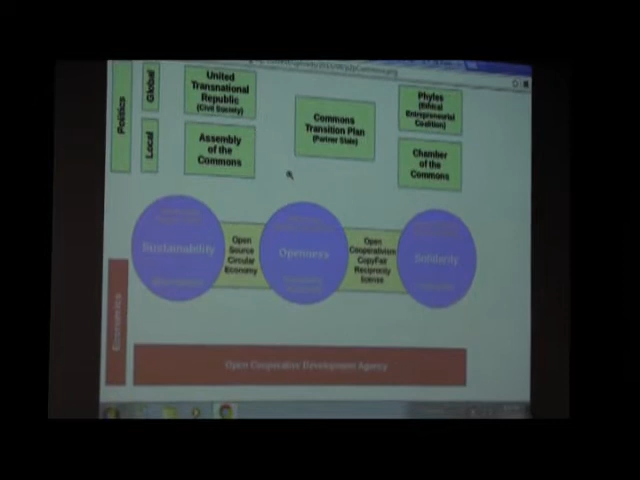 Politics
Global
Local
United
Transnational
Republic
(Civil Society)
Assembly
of the
Commons
Commons
Transition Plan
(Partner State)
Phyles
(Ethical
Entrepreneurial
Coalition)
Chamber
of the
Commons
Sustainability
Open
Source
Circular
Economy
Openness
Open
Cooperativism
CopyFair
Reciprocity
license
Solidarity
Economics
Open Cooperative Development Agency